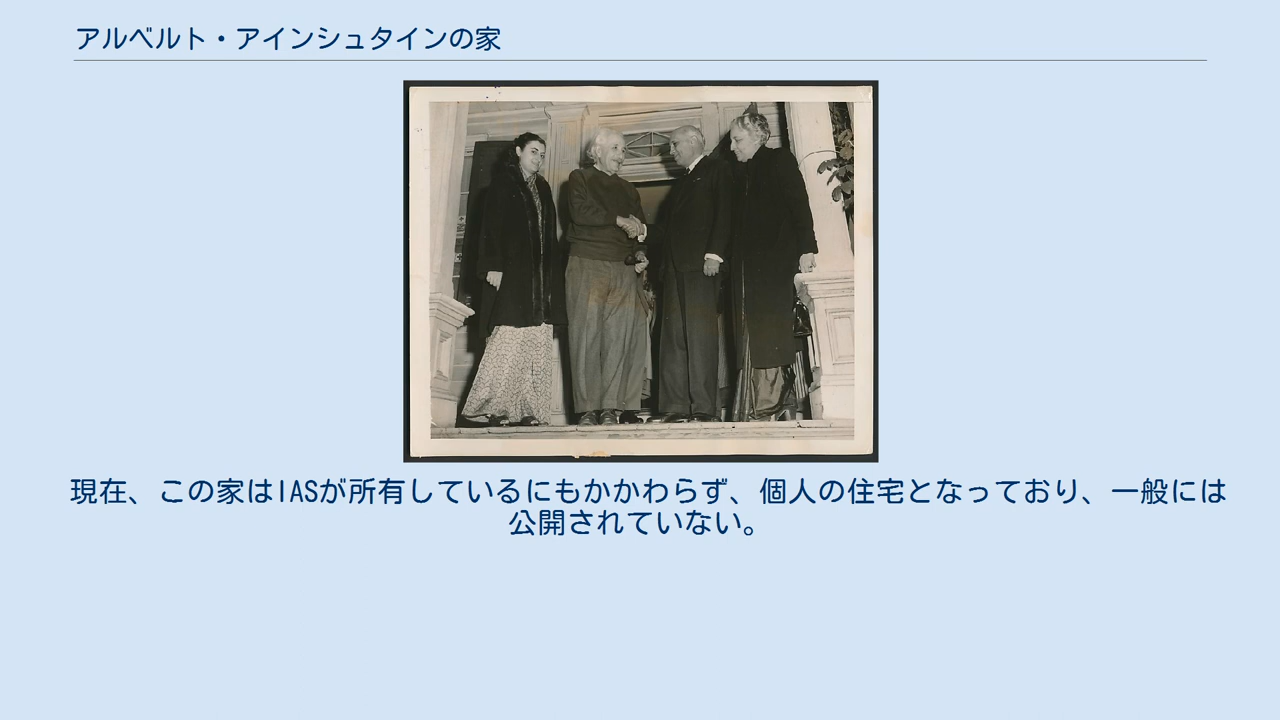 アルベルト・アインシュタインの家
現在、この家はIASが所有しているにもかかわらず、個人の住宅となっており、一般には
公開されていない。